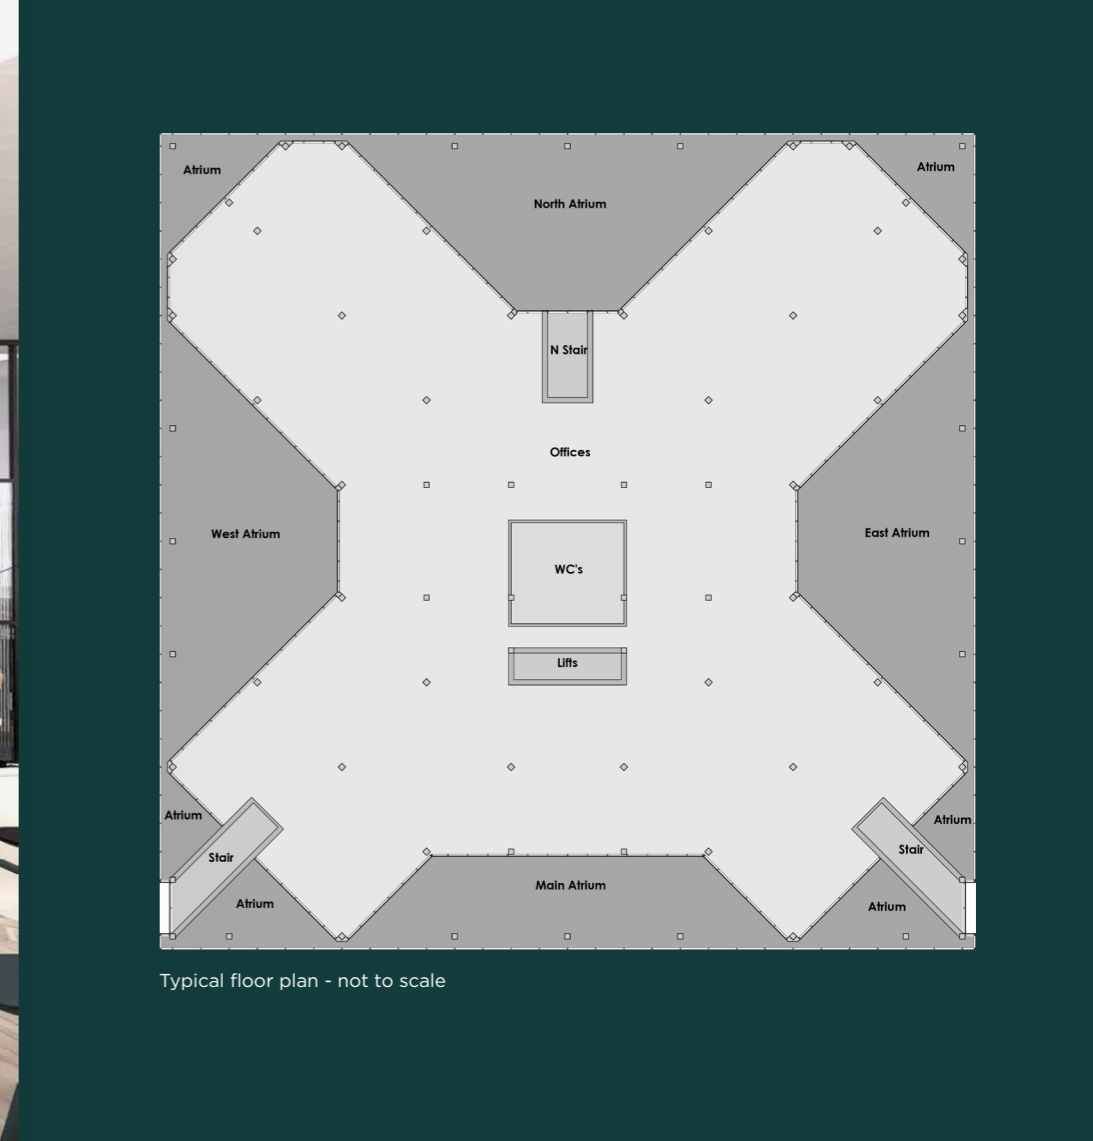 Atrium
Atrium
North Atrium
N Stair
Offices
West Atrium
East Atrium
WC's
Lifts
Atrium
Atrium
Stair
Stair
Main Atrium
Atrium
Atrium
Typical floor plan - not to scale